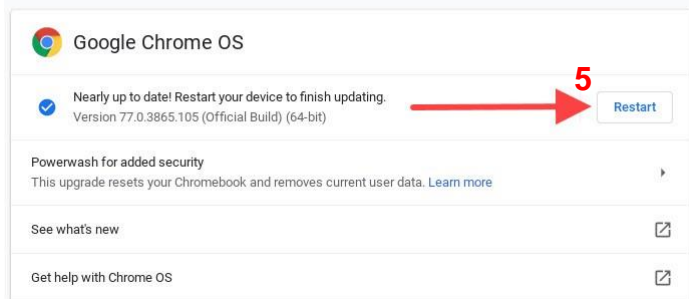 Google Chrome OS
5
Nearly up to date! Restart your device to finish updating.
Version 77.0.3865.105 (Official Build) (64-bit)
Restart
Powerwash for added security
This upgrade resets your Chromebook and removes current user data. Learn more
See what's new
Get help with Chrome OS